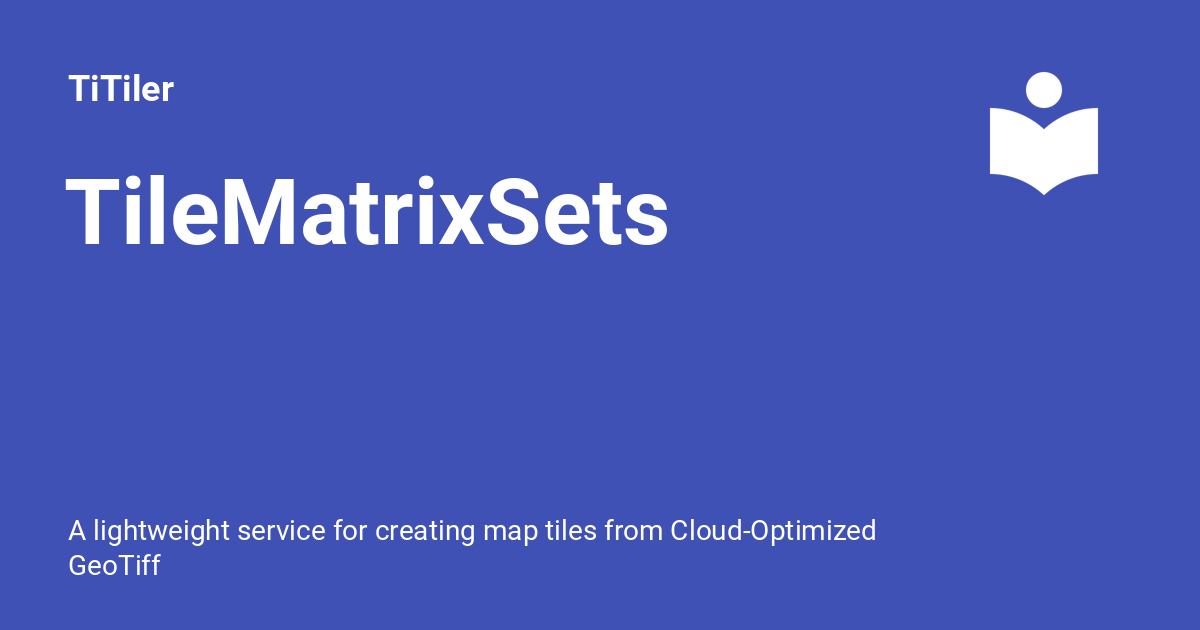 TiTiler
TileMatrixSets
A lightweight service for creating map tiles from Cloud-Optimized
GeoTiff